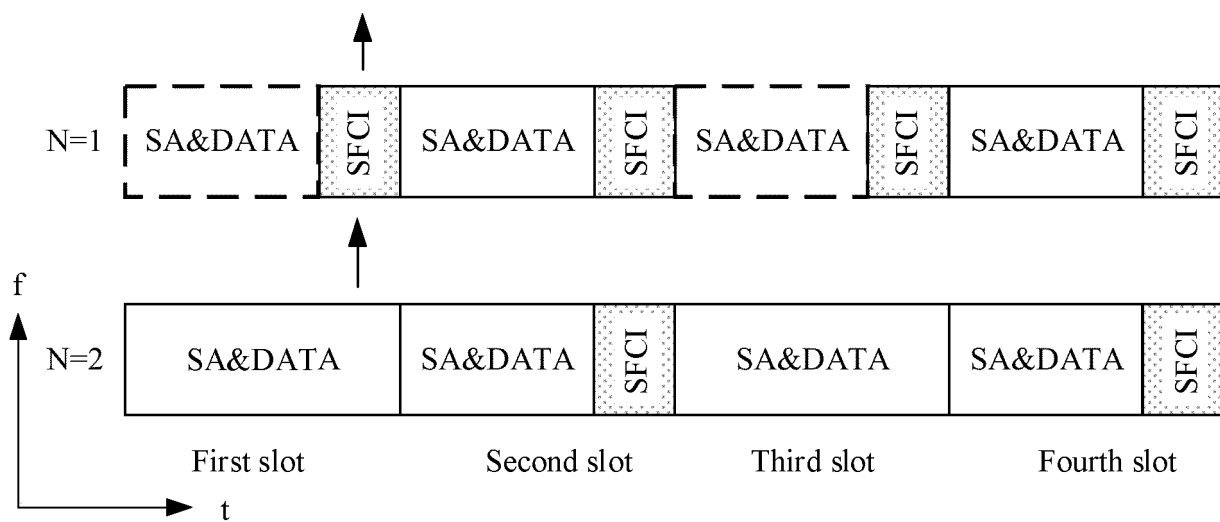 N=1 SA&DATA SFCI SA&DATA SFCI SA&DATA SFCI SA&DATA SFCI
f
N=2 SA&DATA SA&DATA SFCI SA&DATA SA&DATA SFCI
First slot Second slot Third slot Fourth slot
t